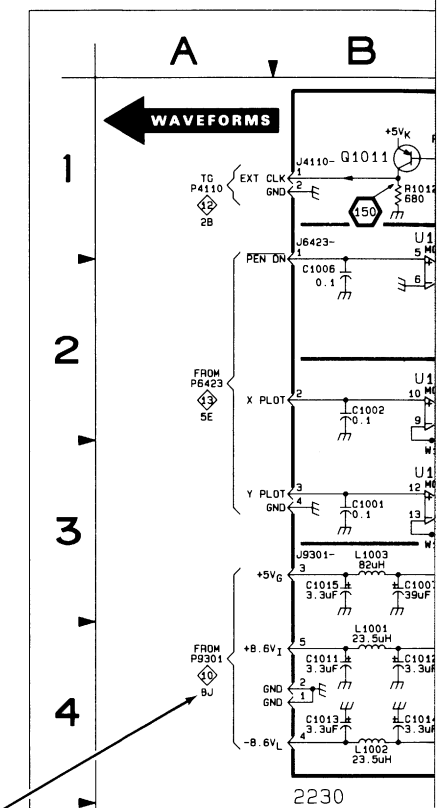 A B
WAVEFORMS
1
+5VK
J4110-
Q1011
TO
P4110
12
2B
EXT CLK
1
GND
2
R1012
680
150
J6423-
U1
PEN DN
1
5
C1006
0.1
6
2
FROM
P6423
13
5E
U1
X PLOT
2
10
C1002
0.1
9
Y PLOT
3
12
GND
4
C1001
0.1
13
3
J9301-
L1003
82uH
+5VG
3
C1015
3.3uF
C1007
39uF
FROM
P9301
10
8J
L1001
23.5uH
+8.6VI
5
C1011
3.3uF
C1012
3.3uF
GND
2
GND
1
4
C1013
3.3uF
C1014
3.3uF
-8.6VL
4
L1002
23.5uH
2230